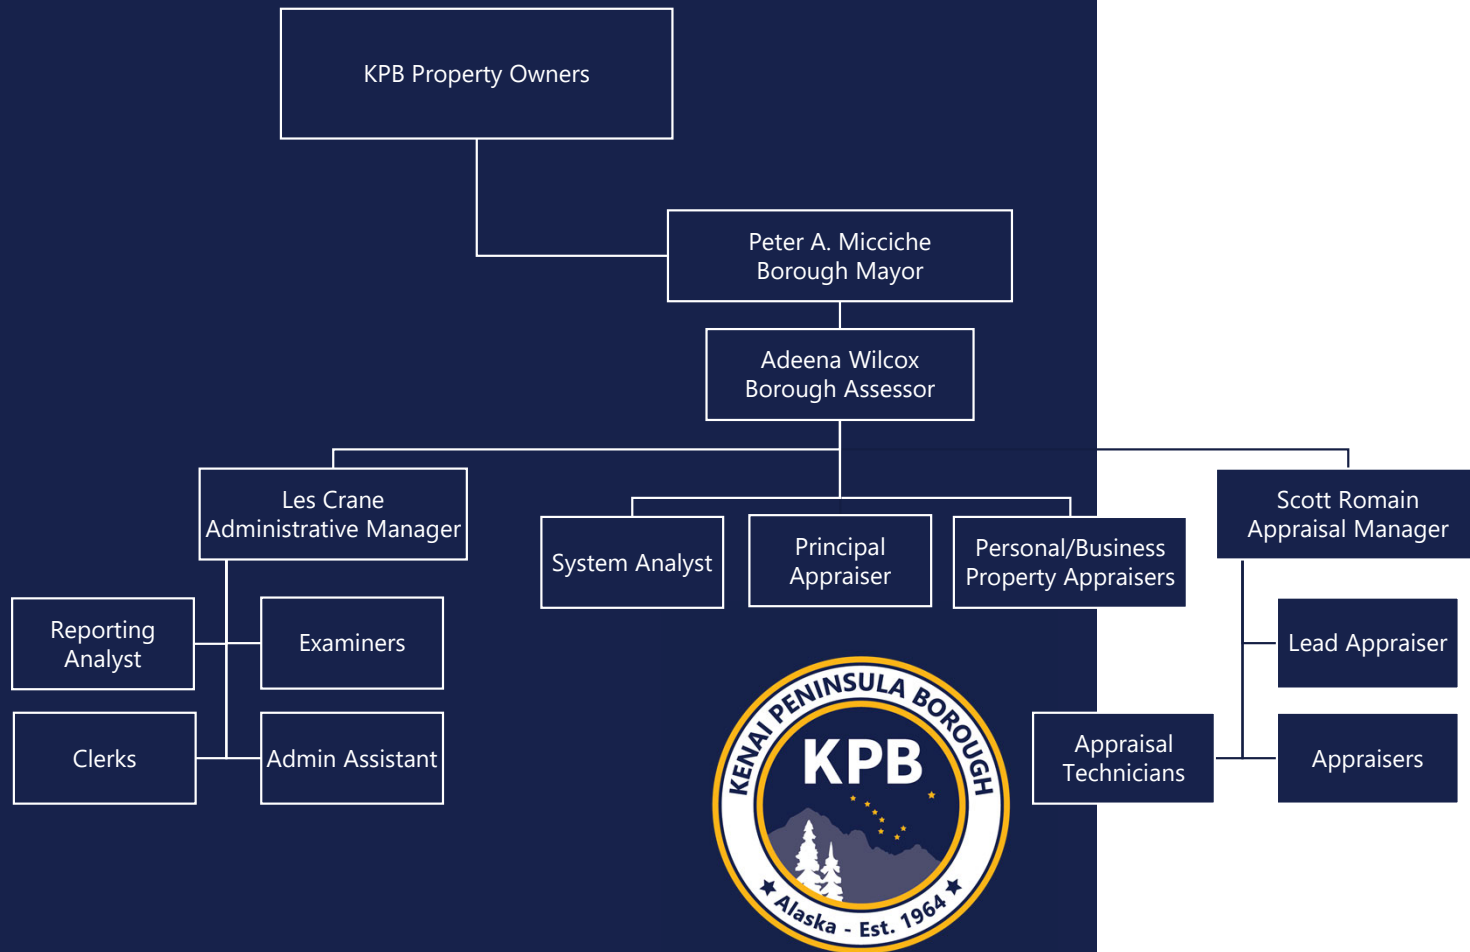 KPB Property Owners
Peter A. Micciche
Borough Mayor
Adeena Wilcox
Borough Assessor
Les Crane
Administrative Manager
System Analyst
Principal
Appraiser
Personal/Business
Property Appraisers
Scott Romain
Appraisal Manager
Reporting
Analyst
Examiners
Lead Appraiser
Clerks
Admin Assistant
Appraisal
Technicians
Appraisers
KENAI PENINSULA BOROUGH
KPB
Alaska - Est. 1964